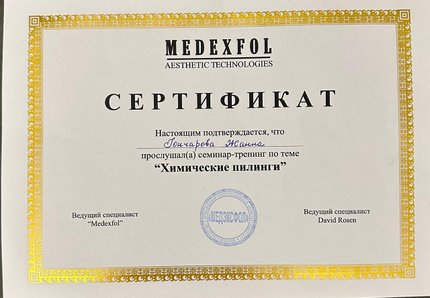 MEDEXFOL
AESTHETIC TECHNOLOGIES
СЕРТИФИКАТ
Настоящим подтверждается, что
Гончарова Жанна
прослушал(а) семинар-тренинг по теме
“Химические пилинги”
Ведущий специалист
“Medexfol”
«МЕДЭКСФОЛ»
Ведущий специалист
David Rosen